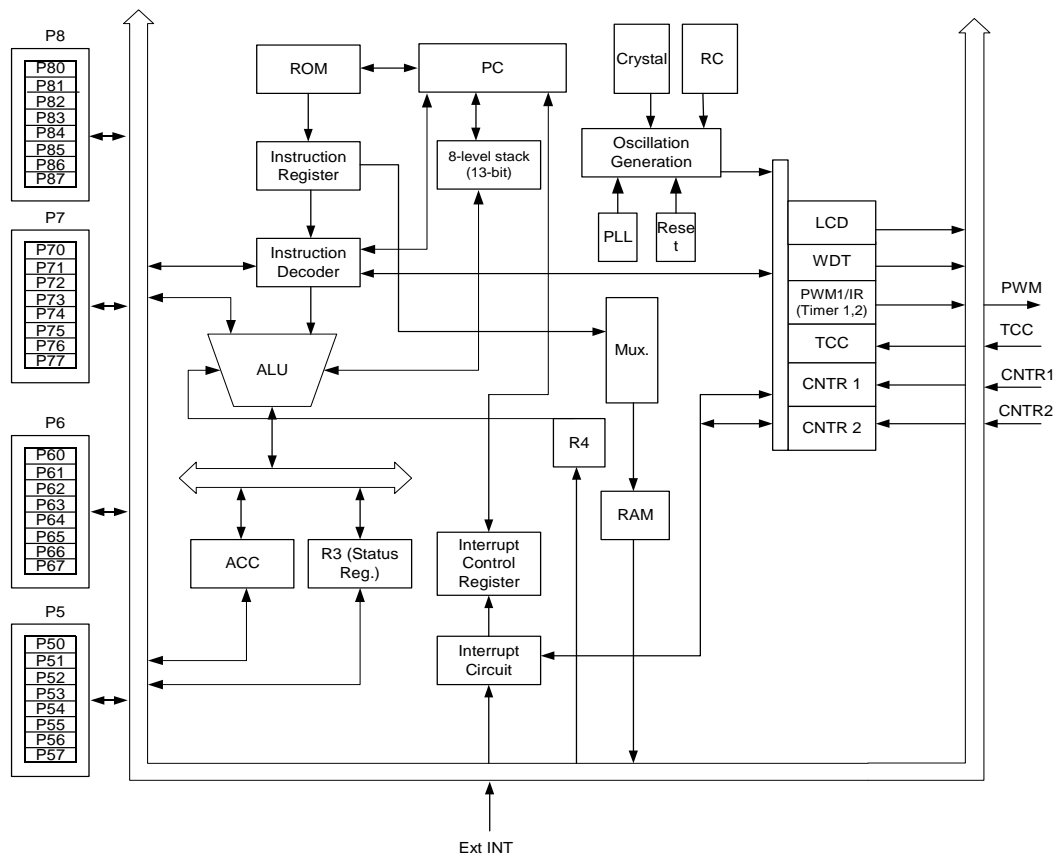 P8
P80
P81
P82
P83
P84
P85
P86
P87
P7
P70
P71
P72
P73
P74
P75
P76
P77
P6
P60
P61
P62
P63
P64
P65
P66
P67
P5
P50
P51
P52
P53
P54
P55
P56
P57
ROM
PC
Instruction
Register
8-level stack
(13-bit)
Instruction
Decoder
ALU
ACC
R3 (Status
Reg.)
Interrupt
Control
Register
Interrupt
Circuit
R4
Mux.
RAM
Crystal
RC
Oscillation
Generation
PLL
Rese
t
LCD
WDT
PWM1/IR
(Timer 1,2)
TCC
CNTR 1
CNTR 2
PWM
TCC
CNTR1
CNTR2
Ext INT